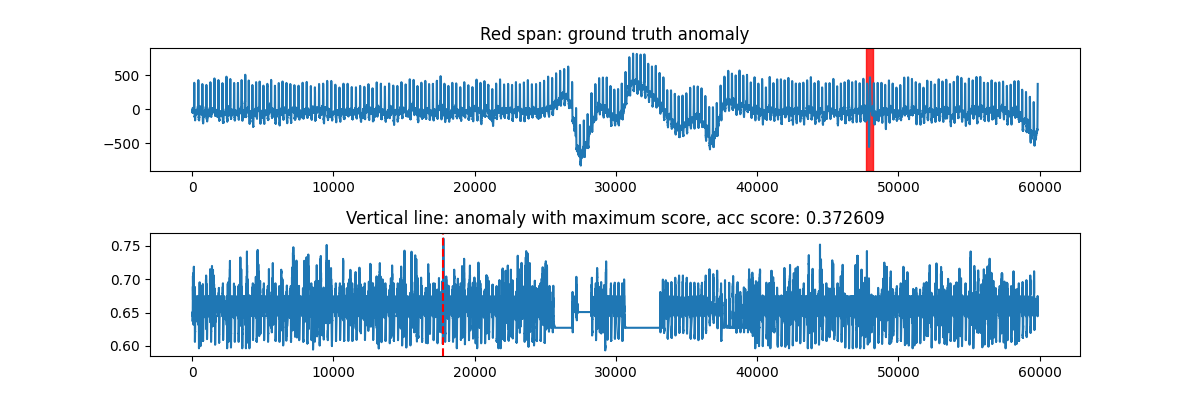 Red span: ground truth anomaly
500
0
−500
0 10000 20000 30000 40000 50000 60000
Vertical line: anomaly with maximum score, acc score: 0.372609
0.75
0.70
0.65
0.60
0 10000 20000 30000 40000 50000 60000